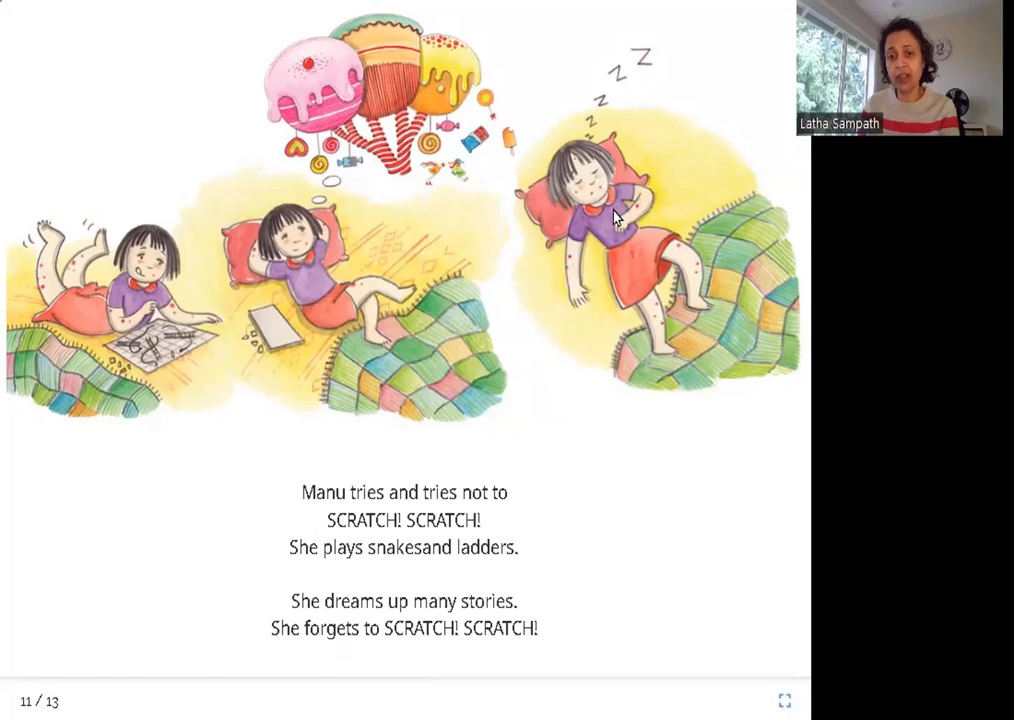 z z z z z
Latha Sampath
Manu tries and tries not to
SCRATCH! SCRATCH!
She plays snakesand ladders.
She dreams up many stories.
She forgets to SCRATCH! SCRATCH!
11 / 13